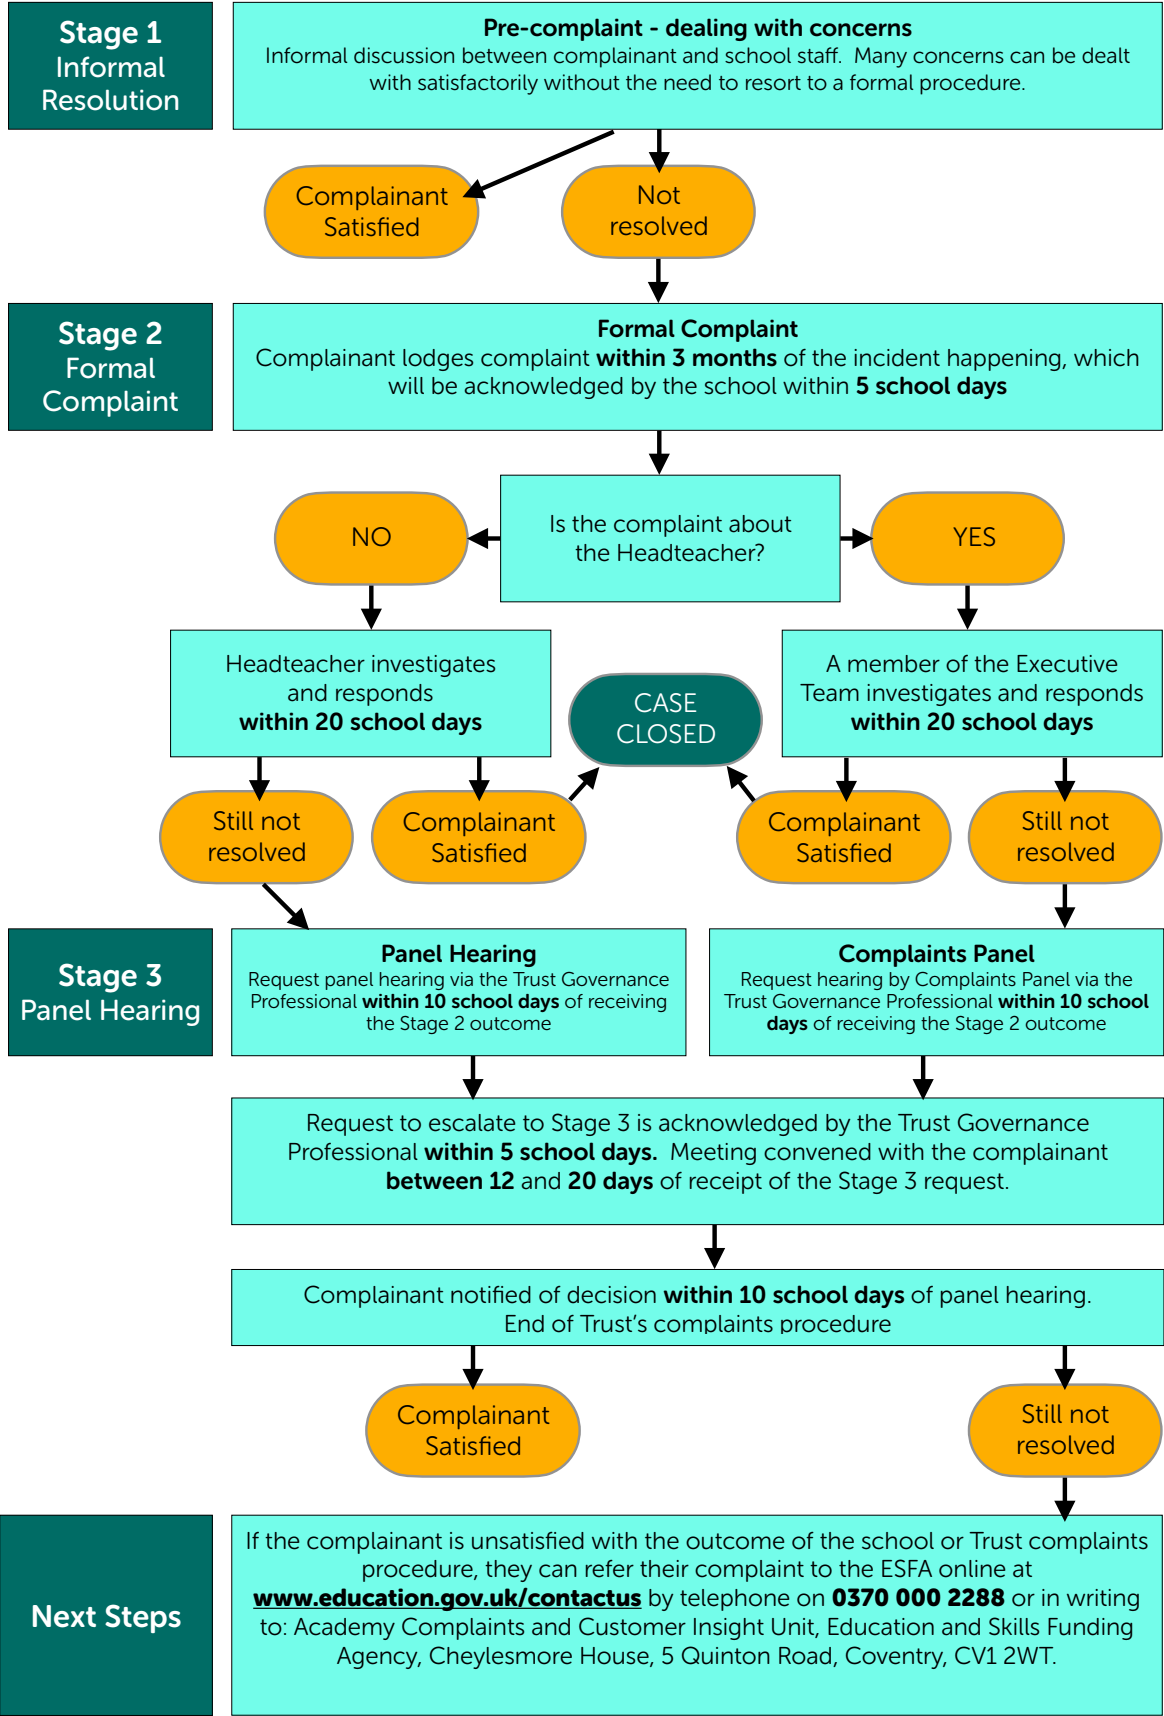 Stage 1
Informal
Resolution
Pre-complaint - dealing with concerns
Informal discussion between complainant and school staff.  Many concerns can be dealt
with satisfactorily without the need to resort to a formal procedure.
Complainant
Satisfied
Not
resolved
Stage 2
Formal
Complaint
Formal Complaint
Complainant lodges complaint within 3 months of the incident happening, which
will be acknowledged by the school within 5 school days
Is the complaint about
the Headteacher?
NO
YES
Headteacher investigates
and responds
within 20 school days
CASE
CLOSED
A member of the Executive
Team investigates and responds
within 20 school days
Still not
resolved
Complainant
Satisfied
Complainant
Satisfied
Still not
resolved
Stage 3
Panel Hearing
Panel Hearing
Request panel hearing via the Trust Governance
Professional within 10 school days of receiving
the Stage 2 outcome
Complaints Panel
Request hearing by Complaints Panel via the
Trust Governance Professional within 10 school
days of receiving the Stage 2 outcome
Request to escalate to Stage 3 is acknowledged by the Trust Governance
Professional within 5 school days.  Meeting convened with the complainant
between 12 and 20 days of receipt of the Stage 3 request.
Complainant notified of decision within 10 school days of panel hearing.
End of Trust's complaints procedure
Complainant
Satisfied
Still not
resolved
Next Steps
If the complainant is unsatisfied with the outcome of the school or Trust complaints
procedure, they can refer their complaint to the ESFA online at
www.education.gov.uk/contactus by telephone on 0370 000 2288 or in writing
to: Academy Complaints and Customer Insight Unit, Education and Skills Funding
Agency, Cheylesmore House, 5 Quinton Road, Coventry, CV1 2WT.